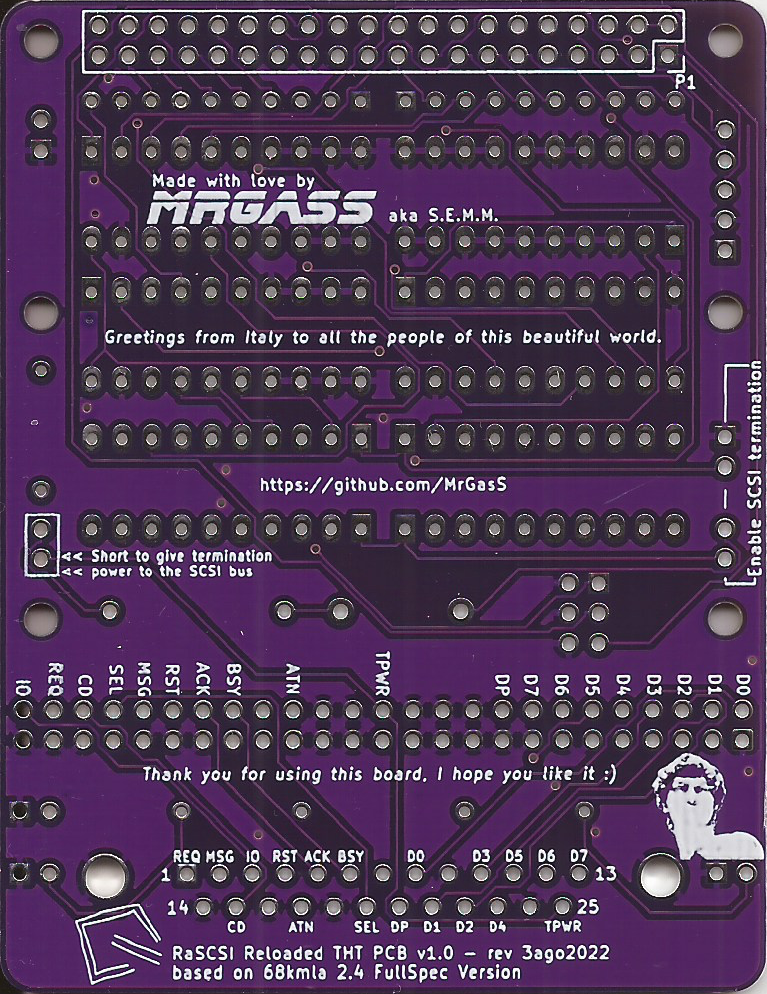 P1
Made with love by
MRGASS aka S.E.M.M.
Greetings from Italy to all the people of this beautiful world.
Enable SCSI termination
https://github.com/MrGasS
<< Short to give termination
<< power to the SCSI bus
IO REQ CD SEL MSG RST ACK BSY ATN TPWR DP D7 D6 D5 D4 D3 D2 D1 D0
Thank you for using this board, I hope you like it :)
REQ MSG IO RST ACK BSY D0 D3 D5 D6 D7
1 13
14 25
CD ATN SEL DP D1 D2 D4 TPWR
RaSCSI Reloaded THT PCB v1.0 - rev 3ago2022
based on 68kmla 2.4 FullSpec Version